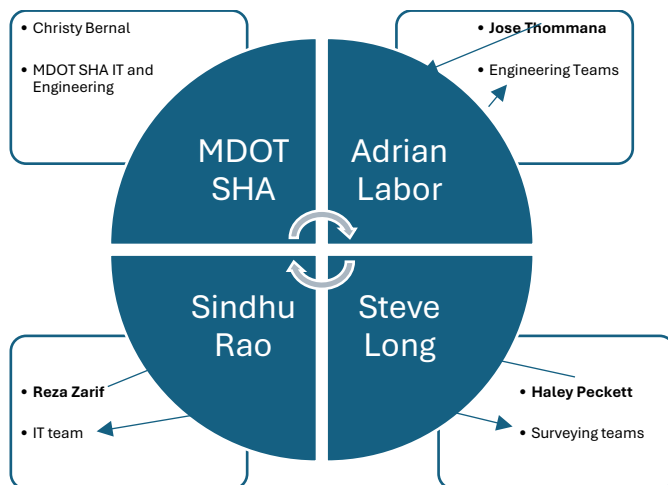 • Christy Bernal
• MDOT SHA IT and
Engineering
• Jose Thommana
• Engineering Teams
MDOT
SHA
Adrian
Labor
Sindhu
Rao
Steve
Long
• Reza Zarif
• IT team
• Haley Peckett
• Surveying teams